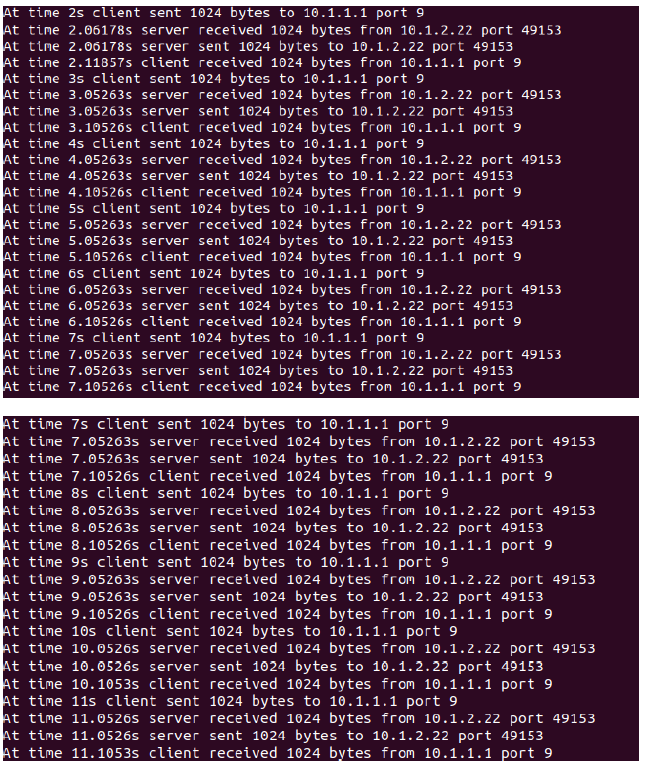 At time 2s client sent 1024 bytes to 10.1.1.1 port 9
At time 2.06178s server received 1024 bytes from 10.1.2.22 port 49153
At time 2.06178s server sent 1024 bytes to 10.1.2.22 port 49153
At time 2.11857s client received 1024 bytes from 10.1.1.1 port 9
At time 3s client sent 1024 bytes to 10.1.1.1 port 9
At time 3.05263s server received 1024 bytes from 10.1.2.22 port 49153
At time 3.05263s server sent 1024 bytes to 10.1.2.22 port 49153
At time 3.10526s client received 1024 bytes from 10.1.1.1 port 9
At time 4s client sent 1024 bytes to 10.1.1.1 port 9
At time 4.05263s server received 1024 bytes from 10.1.2.22 port 49153
At time 4.05263s server sent 1024 bytes to 10.1.2.22 port 49153
At time 4.10526s client received 1024 bytes from 10.1.1.1 port 9
At time 5s client sent 1024 bytes to 10.1.1.1 port 9
At time 5.05263s server received 1024 bytes from 10.1.2.22 port 49153
At time 5.05263s server sent 1024 bytes to 10.1.2.22 port 49153
At time 5.10526s client received 1024 bytes from 10.1.1.1 port 9
At time 6s client sent 1024 bytes to 10.1.1.1 port 9
At time 6.05263s server received 1024 bytes from 10.1.2.22 port 49153
At time 6.05263s server sent 1024 bytes to 10.1.2.22 port 49153
At time 6.10526s client received 1024 bytes from 10.1.1.1 port 9
At time 7s client sent 1024 bytes to 10.1.1.1 port 9
At time 7.05263s server received 1024 bytes from 10.1.2.22 port 49153
At time 7.05263s server sent 1024 bytes to 10.1.2.22 port 49153
At time 7.10526s client received 1024 bytes from 10.1.1.1 port 9
At time 7s client sent 1024 bytes to 10.1.1.1 port 9
At time 7.05263s server received 1024 bytes from 10.1.2.22 port 49153
At time 7.05263s server sent 1024 bytes to 10.1.2.22 port 49153
At time 7.10526s client received 1024 bytes from 10.1.1.1 port 9
At time 8s client sent 1024 bytes to 10.1.1.1 port 9
At time 8.05263s server received 1024 bytes from 10.1.2.22 port 49153
At time 8.05263s server sent 1024 bytes to 10.1.2.22 port 49153
At time 8.10526s client received 1024 bytes from 10.1.1.1 port 9
At time 9s client sent 1024 bytes to 10.1.1.1 port 9
At time 9.05263s server received 1024 bytes from 10.1.2.22 port 49153
At time 9.05263s server sent 1024 bytes to 10.1.2.22 port 49153
At time 9.10526s client received 1024 bytes from 10.1.1.1 port 9
At time 10s client sent 1024 bytes to 10.1.1.1 port 9
At time 10.0526s server received 1024 bytes from 10.1.2.22 port 49153
At time 10.0526s server sent 1024 bytes to 10.1.2.22 port 49153
At time 10.1053s client received 1024 bytes from 10.1.1.1 port 9
At time 11s client sent 1024 bytes to 10.1.1.1 port 9
At time 11.0526s server received 1024 bytes from 10.1.2.22 port 49153
At time 11.0526s server sent 1024 bytes to 10.1.2.22 port 49153
At time 11.1053s client received 1024 bytes from 10.1.1.1 port 9